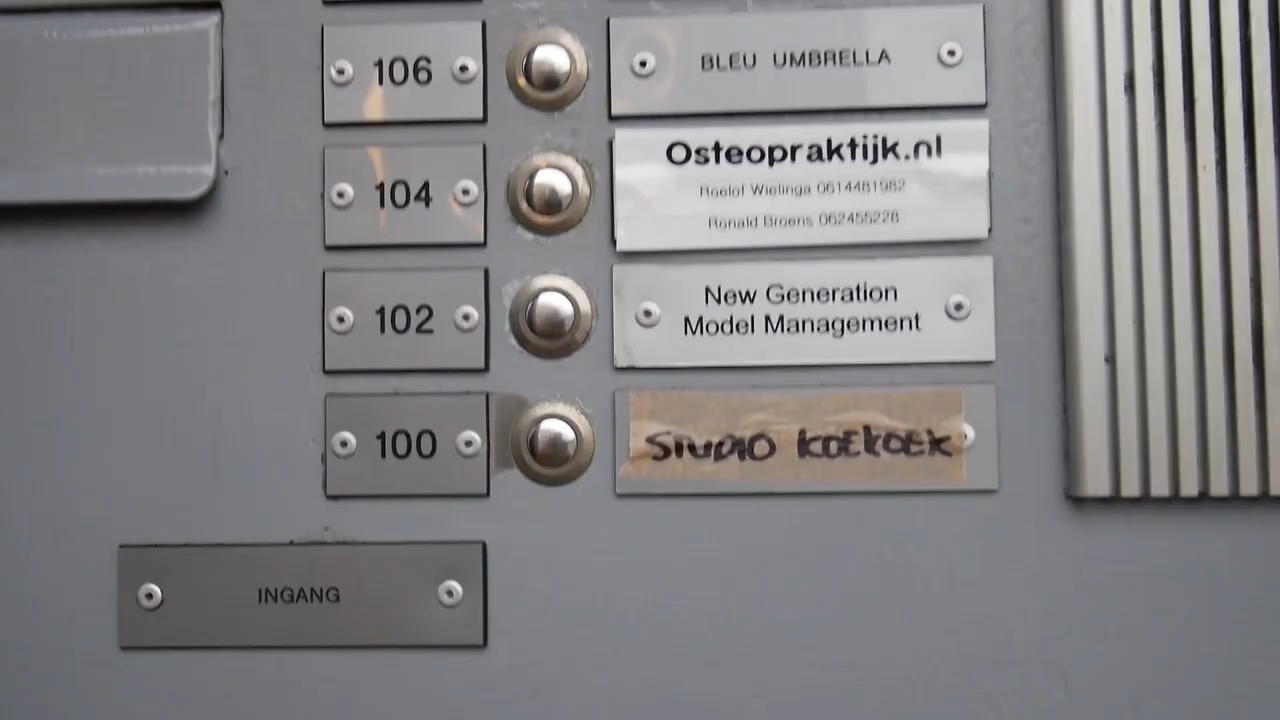 106
BLEU UMBRELLA
104
Osteopraktijk.nl
Roelof Wielinga 0614481982
Ronald Broens 062455228
102
New Generation
Model Management
100
STUDIO KOEKOEK
INGANG